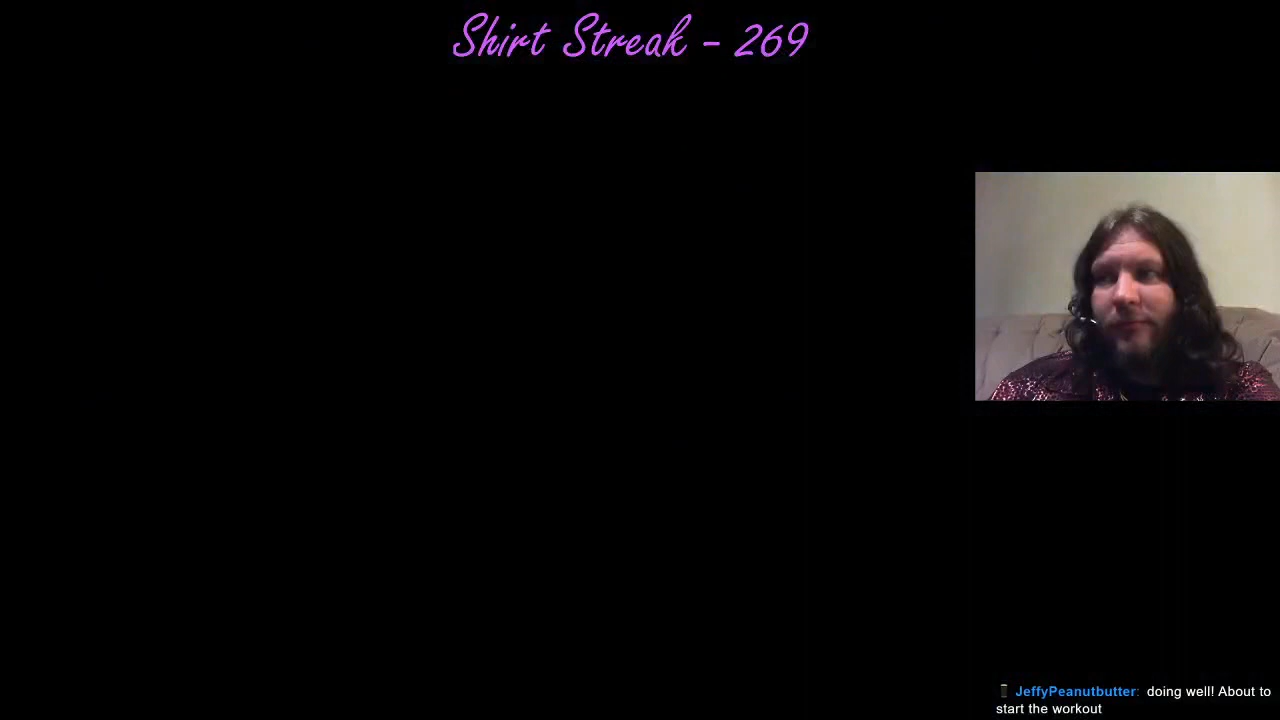 Shirt Streak - 269
JeffyPeanutbutter: doing well! About to
start the workout